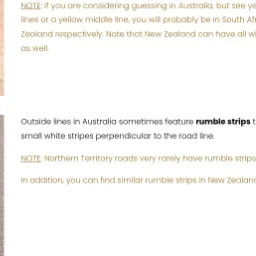 NOTE: If you are considering guessing in Australia, but see ye
lines or a yellow middle line, you will probably be in South Af
Zealand respectively. Note that New Zealand can have all w
as well.
Outside lines in Australia sometimes feature rumble strips t
small white stripes perpendicular to the road line.
NOTE: Northern Territory roads very rarely have rumble strips
In addition, you can find similar rumble strips in New Zealan